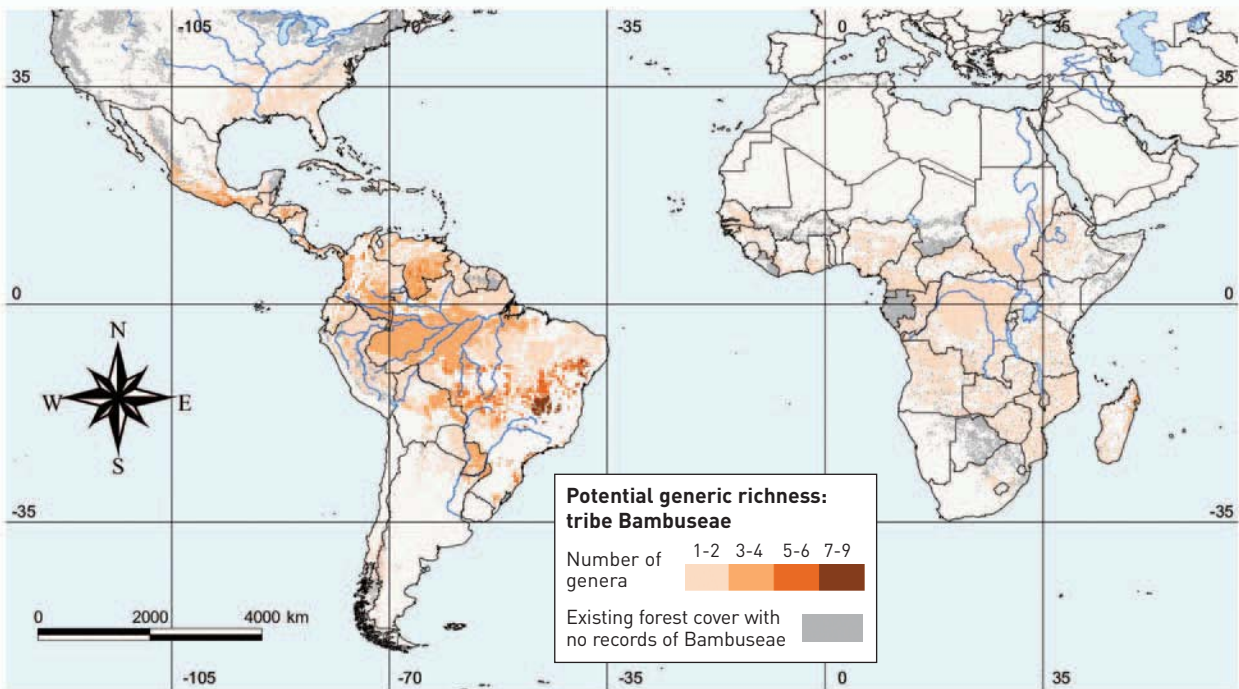 -105 -70 -35 0 35
35 35
0 0
N
W E
S
-35 -35
Potential generic richness:
tribe Bambuseae
Number of 1-2 3-4 5-6 7-9
genera
Existing forest cover with
no records of Bambuseae
0 2000 4000 km
-105 -70 -35 0 35